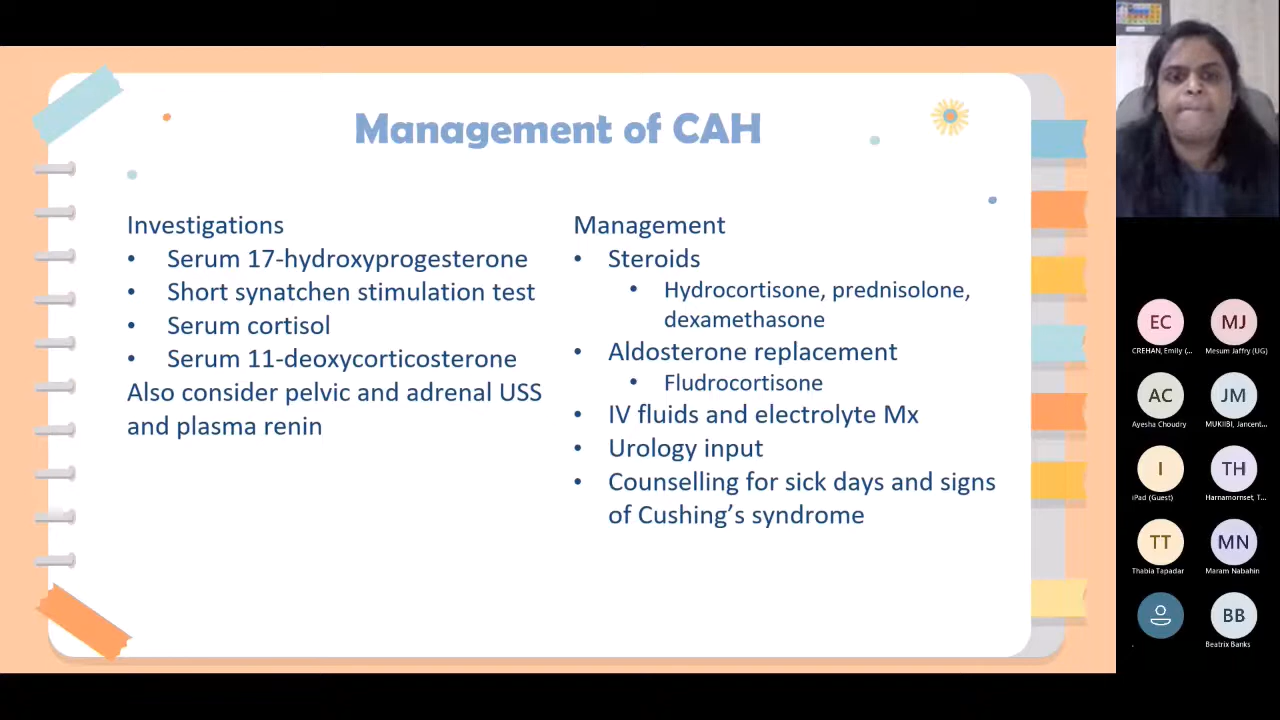 Management of CAH
Investigations
• Serum 17-hydroxyprogesterone
• Short synatchen stimulation test
• Serum cortisol
• Serum 11-deoxycorticosterone
Also consider pelvic and adrenal USS
and plasma renin
Management
• Steroids
• Hydrocortisone, prednisolone,
dexamethasone
• Aldosterone replacement
• Fludrocortisone
• IV fluids and electrolyte Mx
• Urology input
• Counselling for sick days and signs
of Cushing’s syndrome
EC
CREHAN, Emily (...
MJ
Mesum Jaffry (UG)
AC
Ayesha Choudry
JM
MUKIIBI, Jancent...
I
iPad (Guest)
TH
Harnamornset, T...
TT
Thabia Tapadar
MN
Maram Nabahin
.
BB
Beatrix Banks